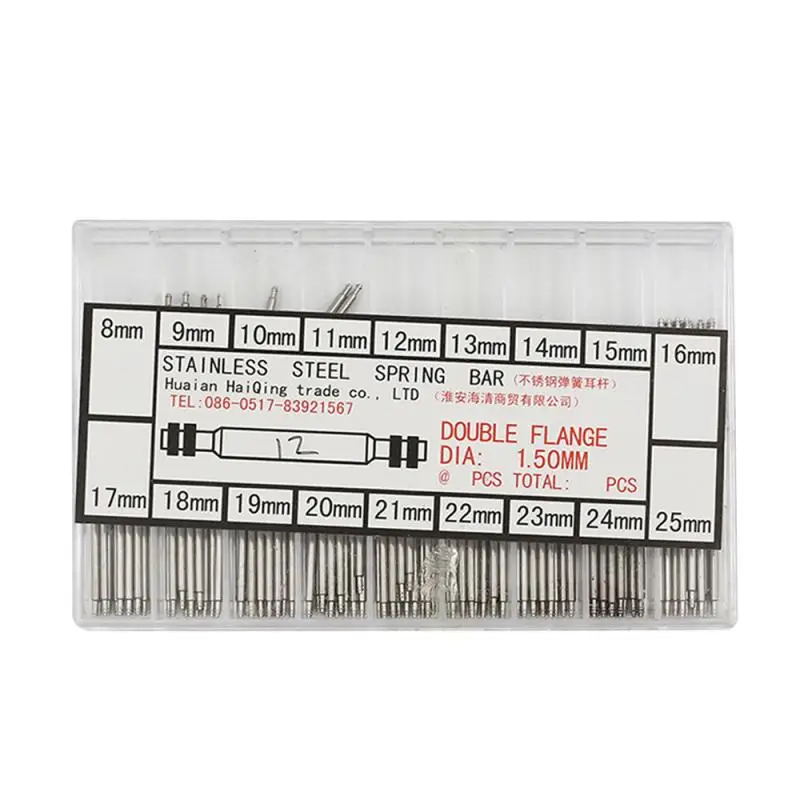 8mm 9mm 10mm 11mm 12mm 13mm 14mm 15mm 16mm
STAINLESS STEEL SPRING BAR (不锈钢弹簧耳杆)
Huaian HaiQing trade co., LTD (淮安海清商贸有限公司)
TEL:086-0517-83921567
12
DOUBLE FLANGE
DIA: 1.50MM
@ PCS TOTAL: PCS
17mm 18mm 19mm 20mm 21mm 22mm 23mm 24mm 25mm